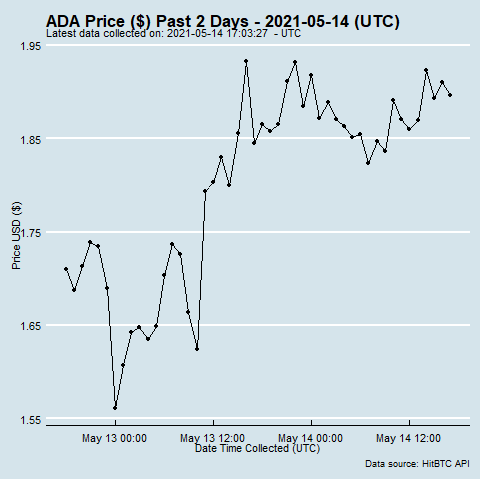 ADA Price ($) Past 2 Days - 2021-05-14 (UTC)
Latest data collected on: 2021-05-14 17:03:27  - UTC
1.95
1.85
1.75
1.65
1.55
Price USD ($)
May 13 00:00
May 13 12:00
May 14 00:00
May 14 12:00
Date Time Collected (UTC)
Data source: HitBTC API